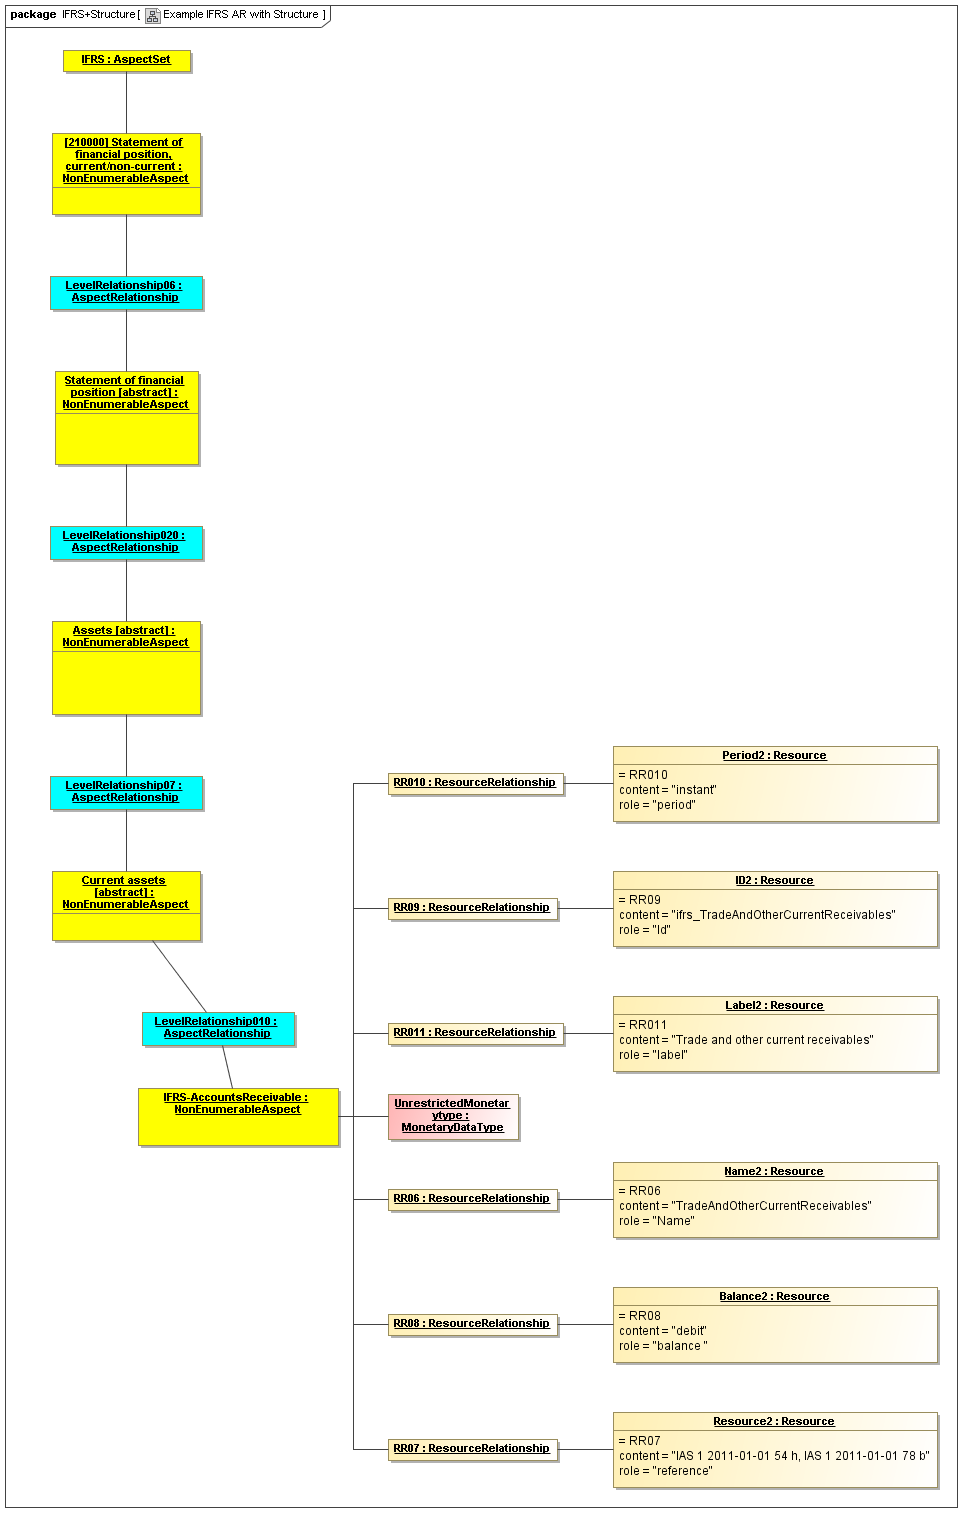 package IFRS+Structure [ Example IFRS AR with Structure ]
IFRS : AspectSet
[210000] Statement of
financial position,
current/non-current :
NonEnumerableAspect
LevelRelationship06 :
AspectRelationship
Statement of financial
position [abstract] :
NonEnumerableAspect
LevelRelationship020 :
AspectRelationship
Assets [abstract] :
NonEnumerableAspect
LevelRelationship07 :
AspectRelationship
Current assets
[abstract] :
NonEnumerableAspect
LevelRelationship010 :
AspectRelationship
IFRS-AccountsReceivable :
NonEnumerableAspect
RR010 : ResourceRelationship
Period2 : Resource
= RR010
content = "instant"
role = "period"
RR09 : ResourceRelationship
ID2 : Resource
= RR09
content = "ifrs_TradeAndOtherCurrentReceivables"
role = "Id"
RR011 : ResourceRelationship
Label2 : Resource
= RR011
content = "Trade and other current receivables"
role = "label"
UnrestrictedMonetar
ytype :
MonetaryDataType
RR06 : ResourceRelationship
Name2 : Resource
= RR06
content = "TradeAndOtherCurrentReceivables"
role = "Name"
RR08 : ResourceRelationship
Balance2 : Resource
= RR08
content = "debit"
role = "balance "
RR07 : ResourceRelationship
Resource2 : Resource
= RR07
content = "IAS 1 2011-01-01 54 h, IAS 1 2011-01-01 78 b"
role = "reference"